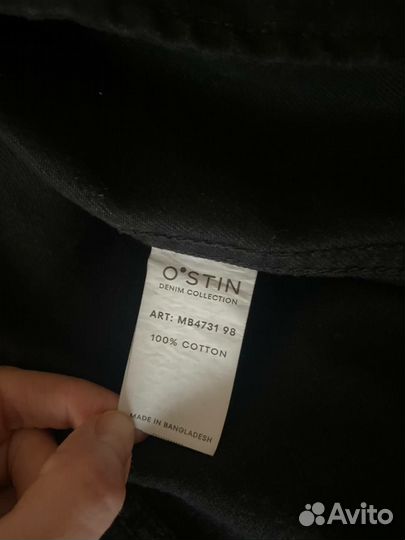 O'STIN
DENIM COLLECTION
ART: MB4731 98
100% COTTON
MADE IN BANGLADESH
Avito